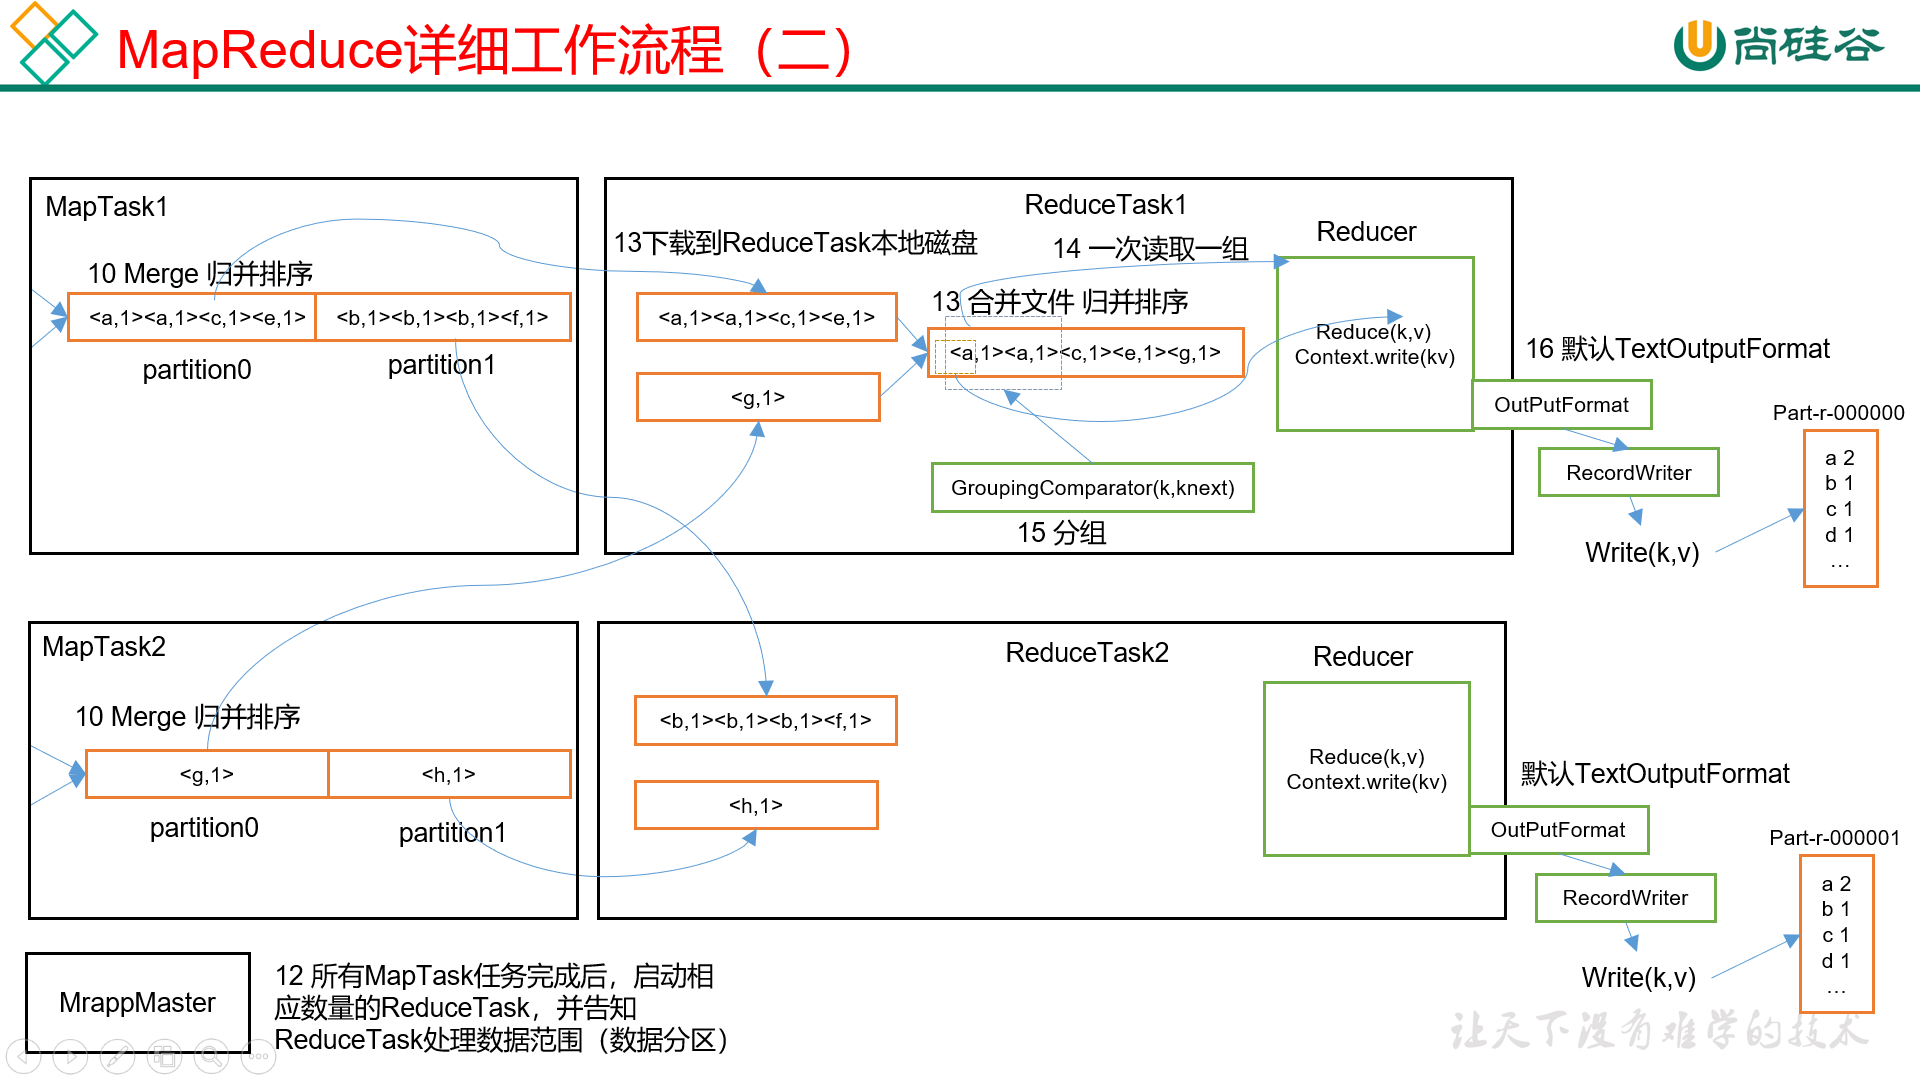 MapReduce详细工作流程（二）
尚硅谷
MapTask1
10 Merge 归并排序
<a,1><a,1><c,1><e,1>
<b,1><b,1><b,1><f,1>
partition0
partition1
ReduceTask1
13下载到ReduceTask本地磁盘
14 一次读取一组
Reducer
13 合并文件 归并排序
<a,1><a,1><c,1><e,1>
<a,1><a,1><c,1><e,1><g,1>
<g,1>
Reduce(k,v)
Context.write(kv)
GroupingComparator(k,knext)
15 分组
16 默认TextOutputFormat
OutPutFormat
RecordWriter
Write(k,v)
Part-r-000000
a 2
b 1
c 1
d 1
...
MapTask2
10 Merge 归并排序
<g,1>
<h,1>
partition0
partition1
ReduceTask2
Reducer
<b,1><b,1><b,1><f,1>
<h,1>
Reduce(k,v)
Context.write(kv)
默认TextOutputFormat
OutPutFormat
RecordWriter
Write(k,v)
Part-r-000001
a 2
b 1
c 1
d 1
...
MrappMaster
12 所有MapTask任务完成后，启动相
应数量的ReduceTask，并告知
ReduceTask处理数据范围（数据分区）
让天下没有难学的技术